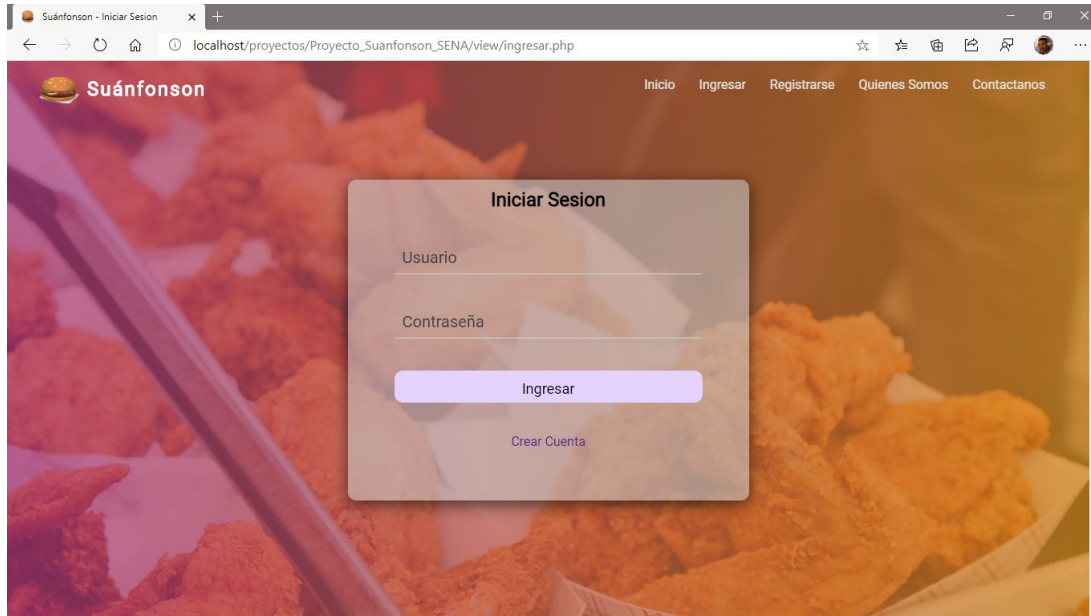 Suánfonson - Iniciar Sesion
localhost/proyectos/Proyecto_Suanfonson_SENA/view/ingresar.php
Suánfonson
Inicio Ingresar Registrarse Quienes Somos Contactanos
Iniciar Sesion
Usuario
Contraseña
Ingresar
Crear Cuenta